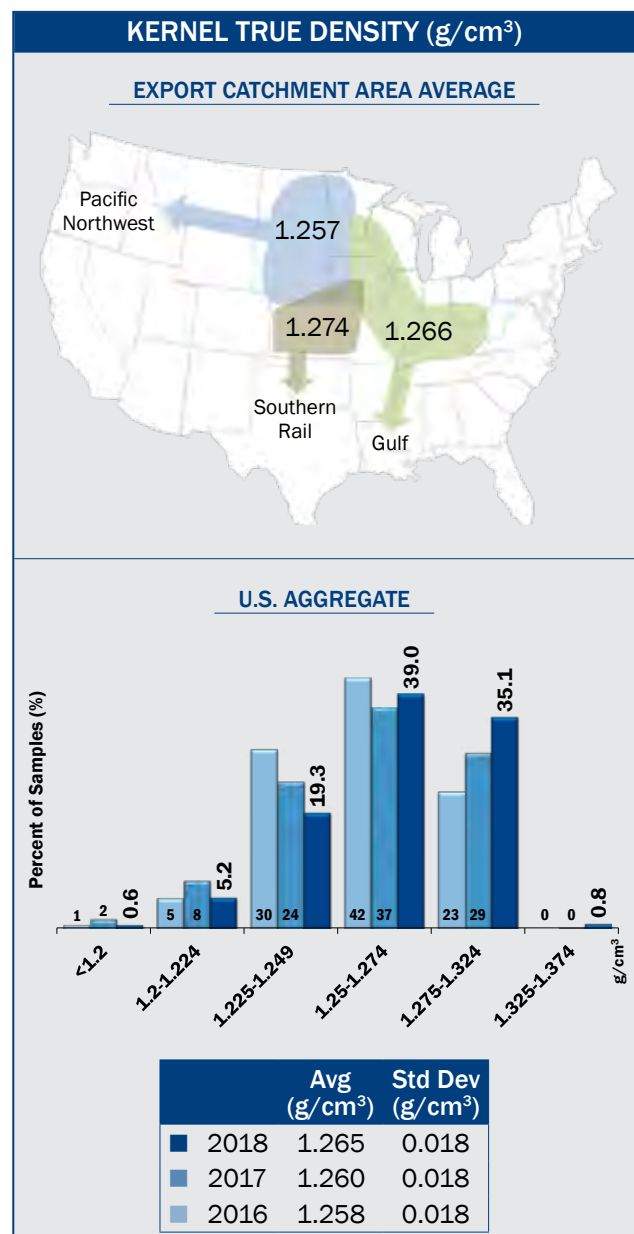 KERNEL TRUE DENSITY (g/cm³)
EXPORT CATCHMENT AREA AVERAGE
Pacific
Northwest
1.257
1.274
1.266
Southern
Rail
Gulf
U.S. AGGREGATE
Percent of Samples (%)
1 2 0.6
5 8 5.2
30 24 19.3
42 37 39.0
23 29 35.1
0 0 0.8
<1.2
1.2-1.224
1.225-1.249
1.25-1.274
1.275-1.324
1.325-1.374
g/cm³
Avg Std Dev
(g/cm³) (g/cm³)
2018 1.265 0.018
2017 1.260 0.018
2016 1.258 0.018